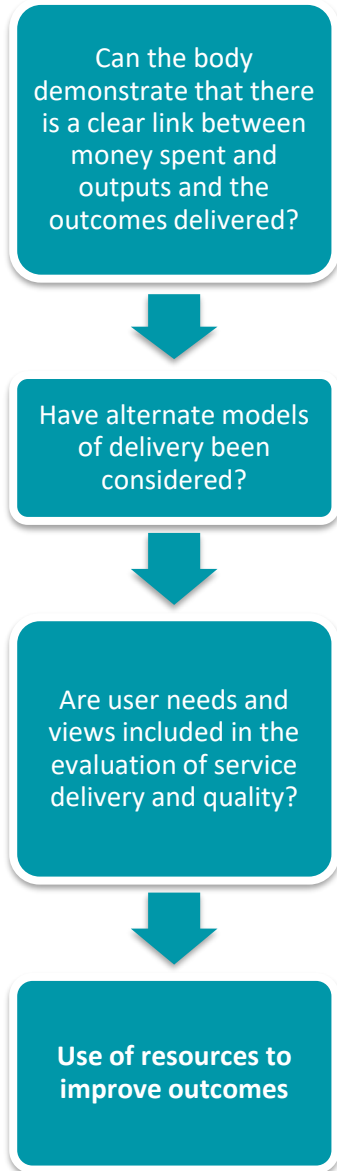 Can the body
demonstrate that there
is a clear link between
money spent and
outputs and the
outcomes delivered?
Have alternate models
of delivery been
considered?
Are user needs and
views included in the
evaluation of service
delivery and quality?
Use of resources to
improve outcomes